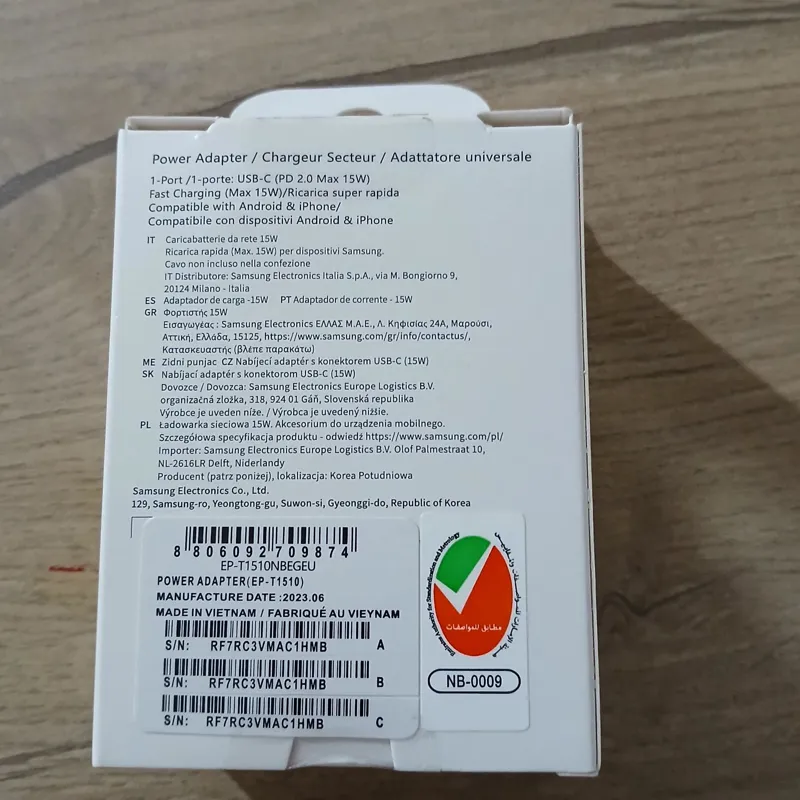 Power Adapter / Chargeur Secteur / Adattatore universale
1-Port /1-porte: USB-C (PD 2.0 Max 15W)
Fast Charging (Max 15W)/Ricarica super rapida
Compatible with Android & iPhone/
Compatibile con dispositivi Android & iPhone
IT Caricabatterie da rete 15W
Ricarica rapida (Max. 15W) per dispositivi Samsung.
Cavo non incluso nella confezione
IT Distributore: Samsung Electronics Italia S.p.A., via M. Bongiorno 9,
20124 Milano - Italia
ES Adaptador de carga -15W PT Adaptador de corrente - 15W
GR Φορτιστής 15W
Εισαγωγέας : Samsung Electronics ΕΛΛΑΣ Μ.Α.Ε., Λ. Κηφισίας 24Α, Μαρούσι,
Αττική, Ελλάδα, 15125, https://www.samsung.com/gr/info/contactus/,
Κατασκευαστής (βλέπε παρακάτω)
ME Zidni punjac CZ Nabíjecí adaptér s konektorem USB-C (15W)
SK Nabíjací adaptér s konektorem USB-C (15W)
Dovozce / Dovozca: Samsung Electronics Europe Logistics B.V.
organizačná zložka, 318, 924 01 Gáň, Slovenská republika
Výrobce je uveden níže. / Výrobca je uvedený nižšie.
PL Ładowarka sieciowa 15W. Akcesorium do urządzenia mobilnego.
Szczegółowa specyfikacja produktu - odwiedź https://www.samsung.com/pl/
Importer: Samsung Electronics Europe Logistics B.V. Olof Palmestraat 10,
NL-2616LR Delft, Niderlandy
Producent (patrz poniżej), lokalizacja: Korea Południowa
Samsung Electronics Co., Ltd.
129, Samsung-ro, Yeongtong-gu, Suwon-si, Gyeonggi-do, Republic of Korea
8 806092 709874
EP-T1510NBEGEU
POWER ADAPTER(EP-T1510)
MANUFACTURE DATE :2023.06
MADE IN VIETNAM / FABRIQUÉ AU VIEYNAM
S/N: RF7RC3VMAC1HMB A
S/N: RF7RC3VMAC1HMB B
S/N: RF7RC3VMAC1HMB C
Emirates Authority for Standardization and Metrology
مطابق للمواصفات
NB-0009